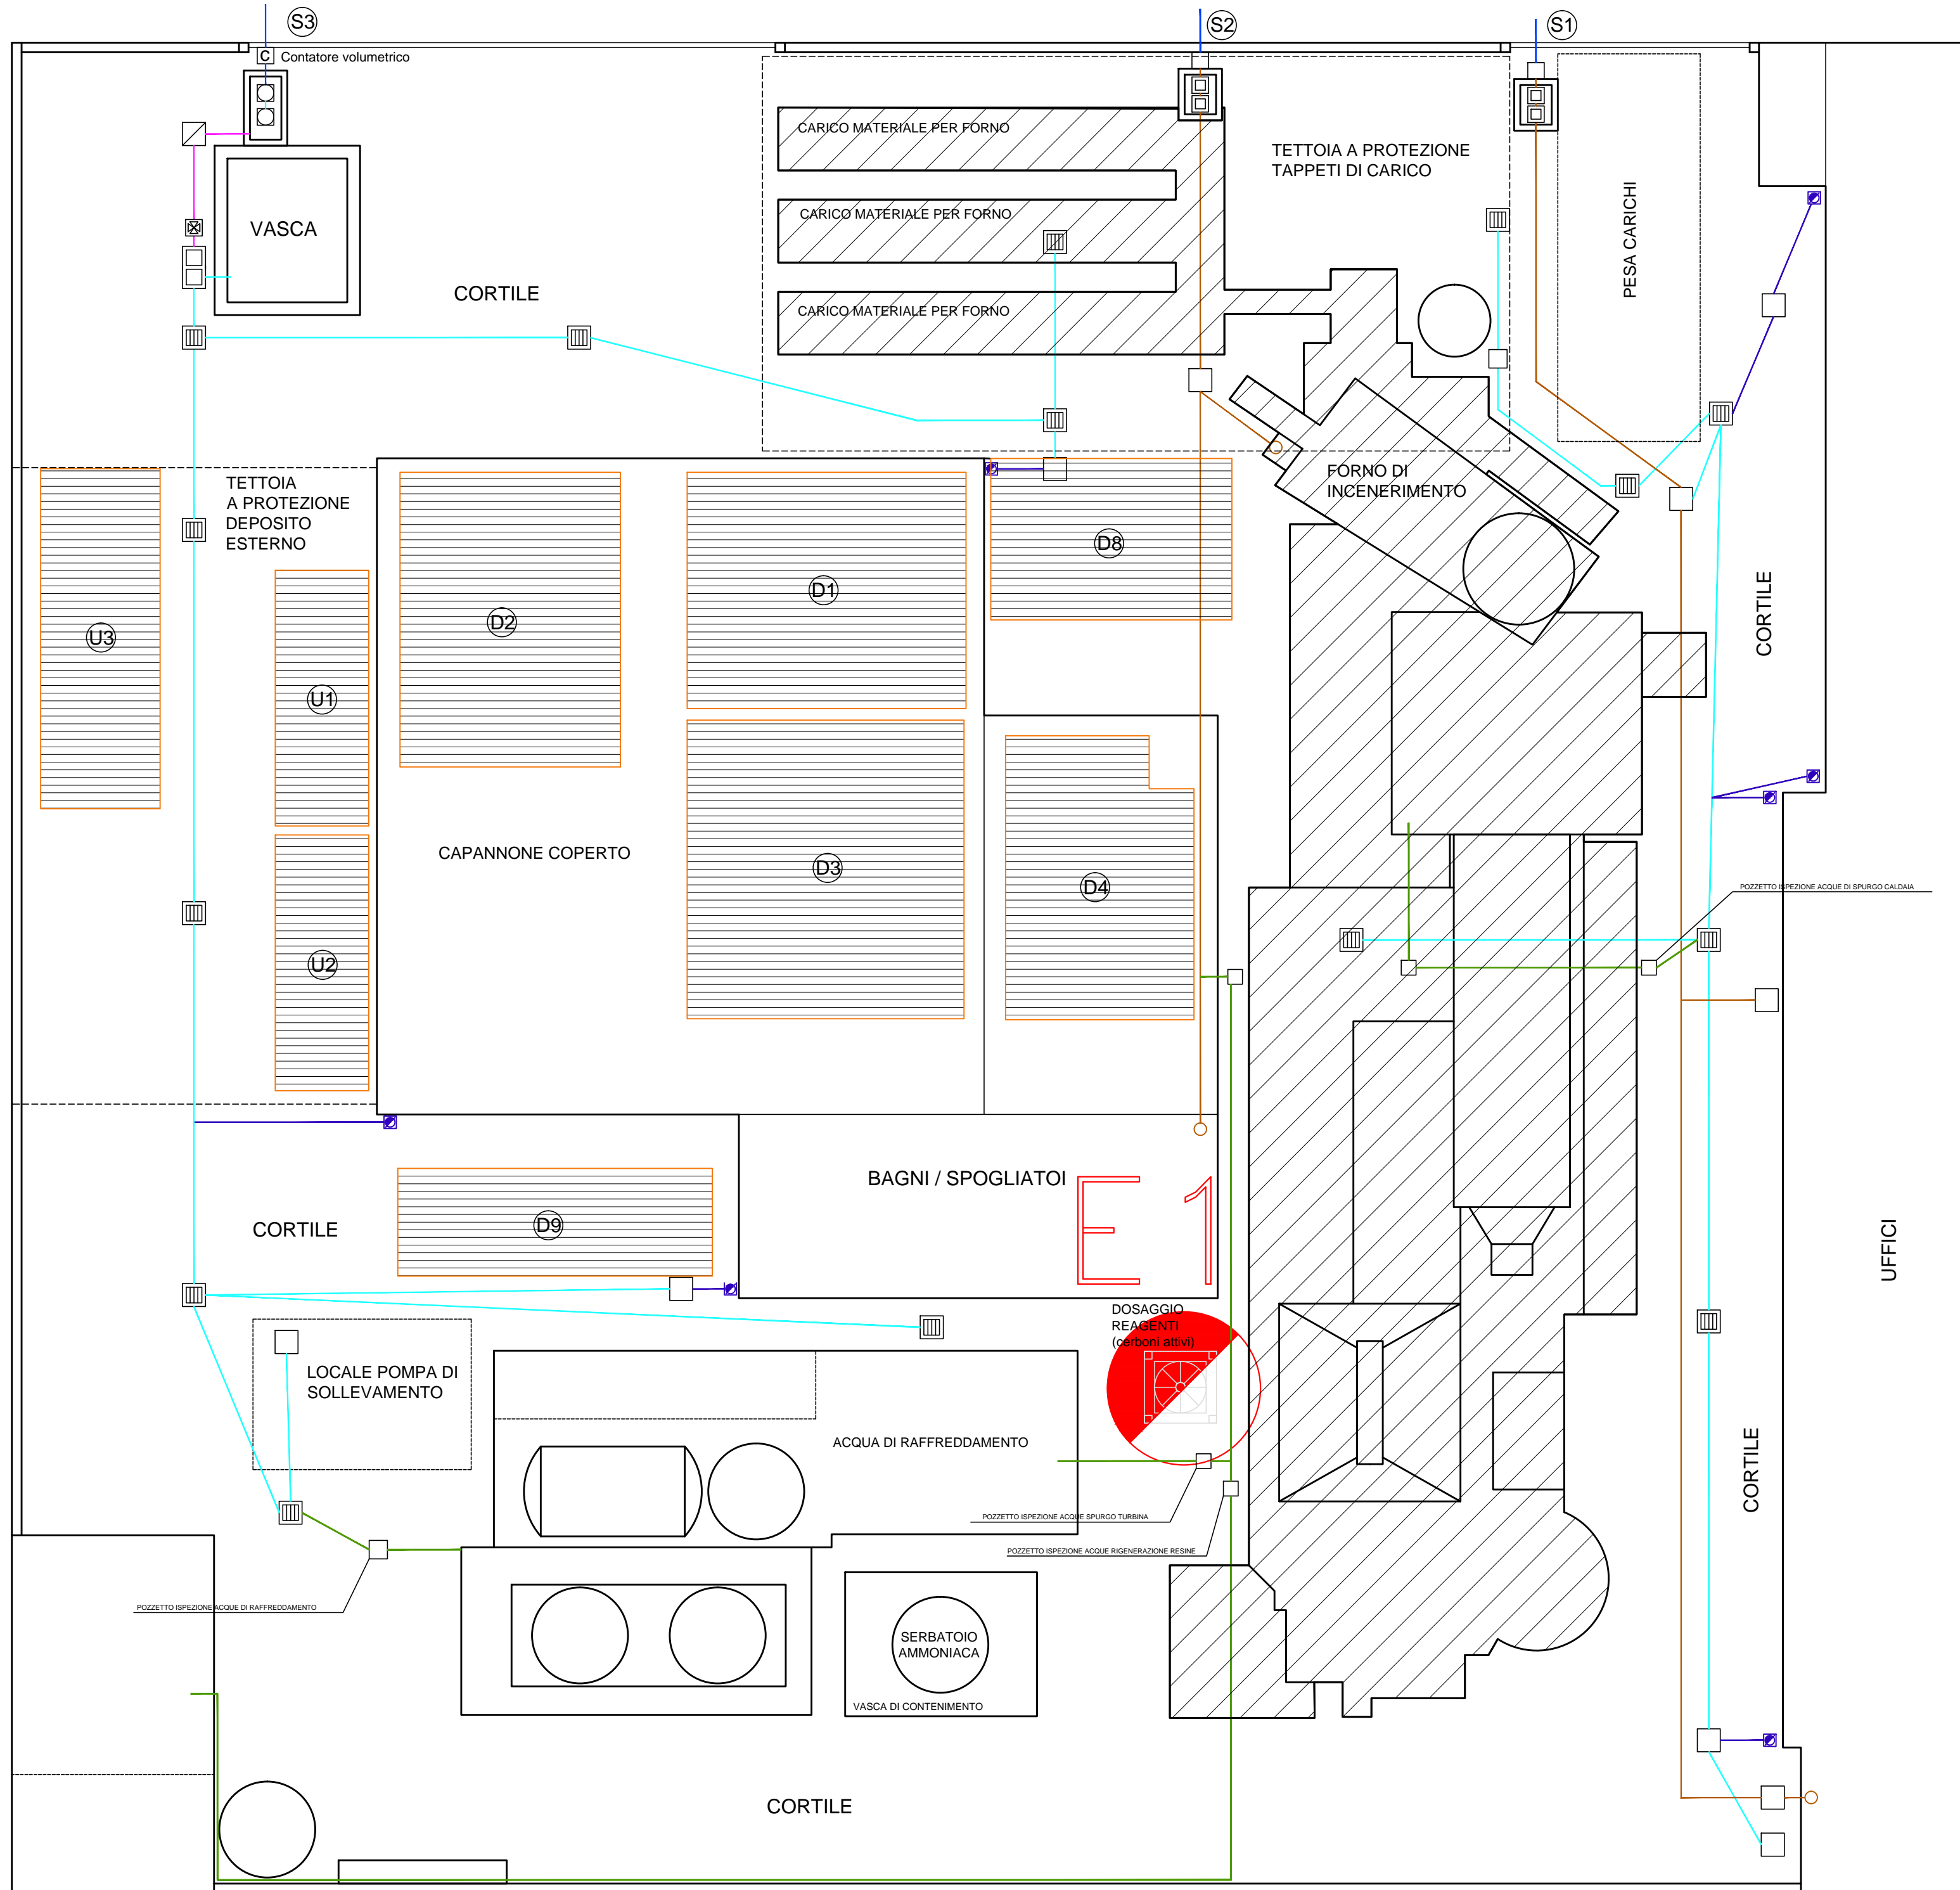 S3
S2
S1
C Contatore volumetrico
CARICO MATERIALE PER FORNO
TETTOIA A PROTEZIONE
TAPPETI DI CARICO
PESA CARICHI
VASCA
CARICO MATERIALE PER FORNO
CORTILE
CARICO MATERIALE PER FORNO
TETTOIA
A PROTEZIONE
DEPOSITO
ESTERNO
FORNO DI
INCENERIMENTO
D8
D1
D2
U3
U1
CORTILE
CAPANNONE COPERTO
D3
D4
POZZETTO ISPEZIONE ACQUE DI SPURGO CALDAIA
U2
BAGNI / SPOGLIATOI
E 1
CORTILE
D9
UFFICI
DOSAGGIO
REAGENTI
(cerboni attivi)
LOCALE POMPA DI
SOLLEVAMENTO
ACQUA DI RAFFREDDAMENTO
CORTILE
POZZETTO ISPEZIONE ACQUE SPURGO TURBINA
POZZETTO ISPEZIONE ACQUE RIGENERAZIONE RESINE
POZZETTO ISPEZIONE ACQUE DI RAFFREDDAMENTO
SERBATOIO
AMMONIACA
VASCA DI CONTENIMENTO
CORTILE